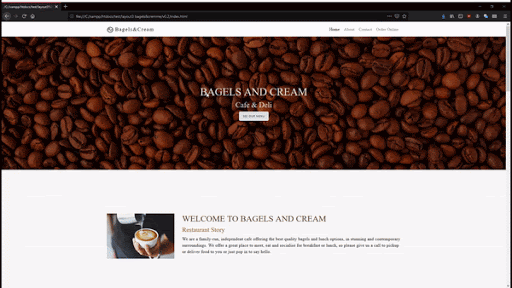 Bagels&Cream
Home About Contact Order Online
BAGELS AND CREAM
Cafe & Deli
WELCOME TO BAGELS AND CREAM
Restaurant Story
We are a family-run, independent cafe offering the best quality bagels and lunch options, in stunning and contemporary
surroundings. We offer a great place to meet, eat and socialise for breakfast or lunch, so please give us a call to pickup
or deliver food to you or just pop in to say hello.